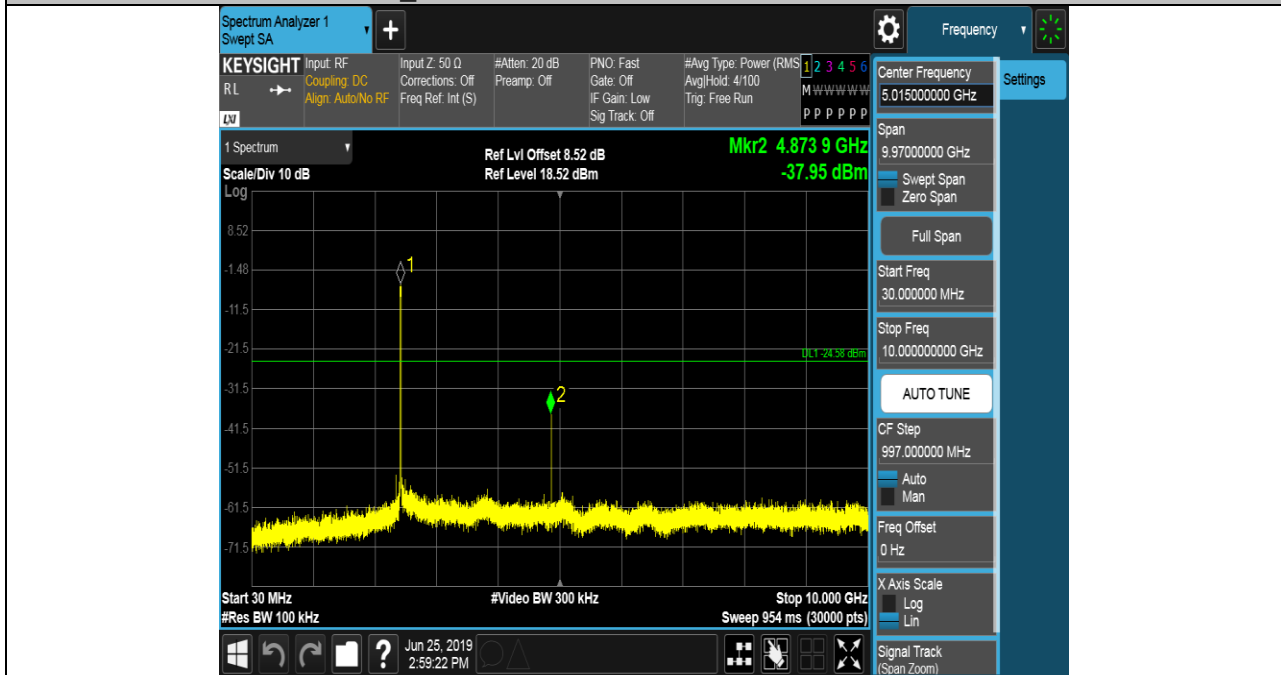 Spectrum Analyzer 1
Swept SA
+
Frequency
KEYSIGHT
RL
LXI
Input: RF
Coupling: DC
Align: Auto/No RF
Input Z: 50 Ω
Corrections: Off
Freq Ref: Int (S)
#Atten: 20 dB
Preamp: Off
PNO: Fast
Gate: Off
IF Gain: Low
Sig Track: Off
#Avg Type: Power (RMS
Avg|Hold: 4/100
Trig: Free Run
1 2 3 4 5 6
M W W W W W
P P P P P P
1 Spectrum
Scale/Div 10 dB
Log
Ref Lvl Offset 8.52 dB
Ref Level 18.52 dBm
Mkr2 4.873 9 GHz
-37.95 dBm
8.52
-1.48
-11.5
-21.5
-31.5
-41.5
-51.5
-61.5
-71.5
1
2
DL1 -24.58 dBm
Start 30 MHz
#Res BW 100 kHz
#Video BW 300 kHz
Stop 10.000 GHz
Sweep 954 ms (30000 pts)
?
Jun 25, 2019
2:59:22 PM
Center Frequency
5.015000000 GHz
Settings
Span
9.97000000 GHz
Swept Span
Zero Span
Full Span
Start Freq
30.000000 MHz
Stop Freq
10.000000000 GHz
AUTO TUNE
CF Step
997.000000 MHz
Auto
Man
Freq Offset
0 Hz
X Axis Scale
Log
Lin
Signal Track
(Span Zoom)